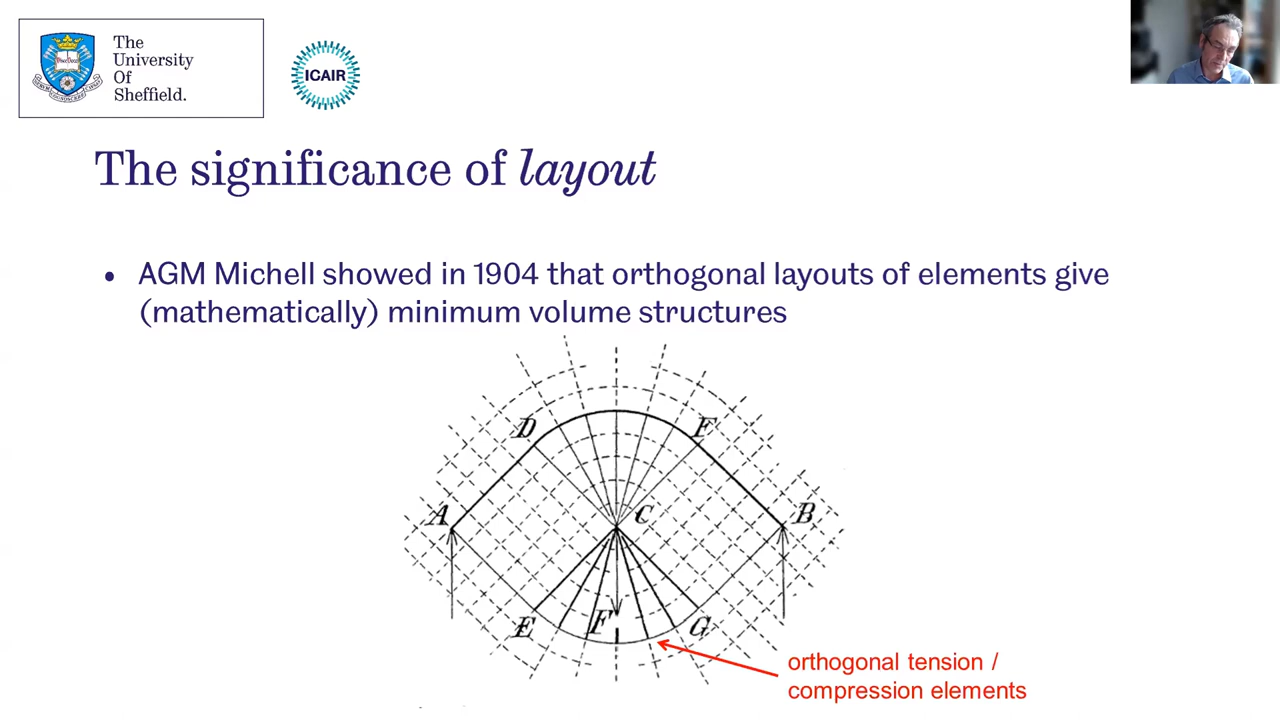 The
University
Of
Sheffield.
ICAIR
The significance of layout
• AGM Michell showed in 1904 that orthogonal layouts of elements give
(mathematically) minimum volume structures
D
F
A
C
B
E
F
G
orthogonal tension /
compression elements